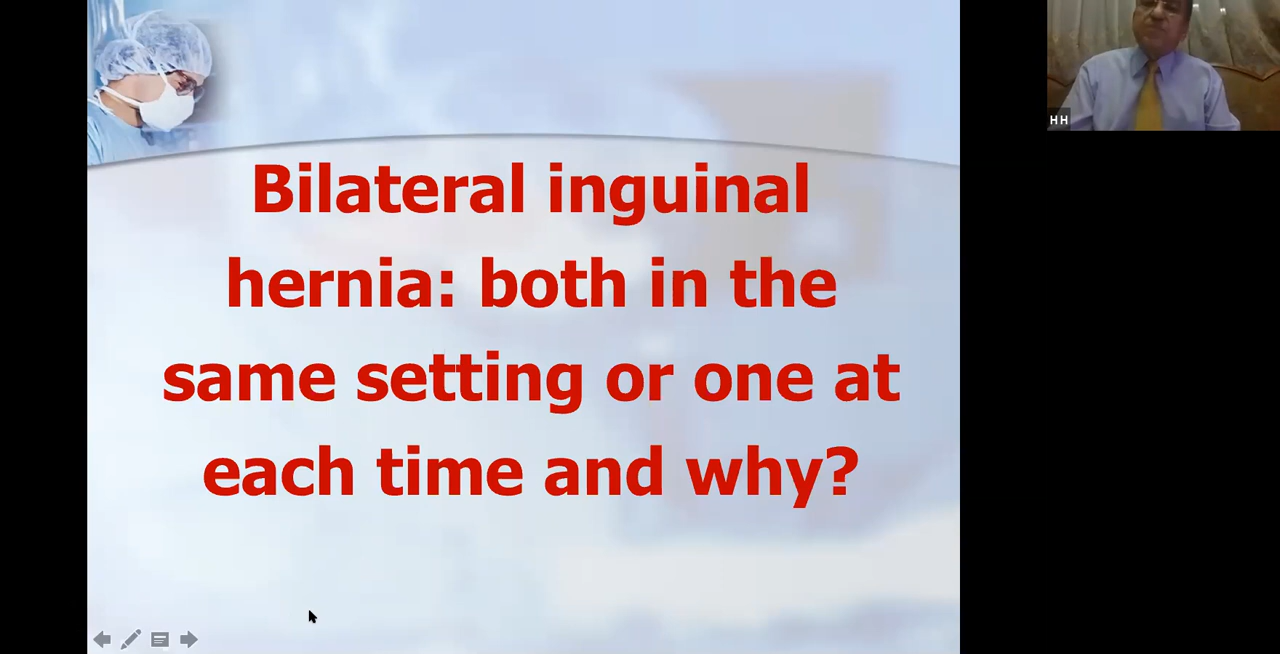 Bilateral inguinal
hernia: both in the
same setting or one at
each time and why?
HH